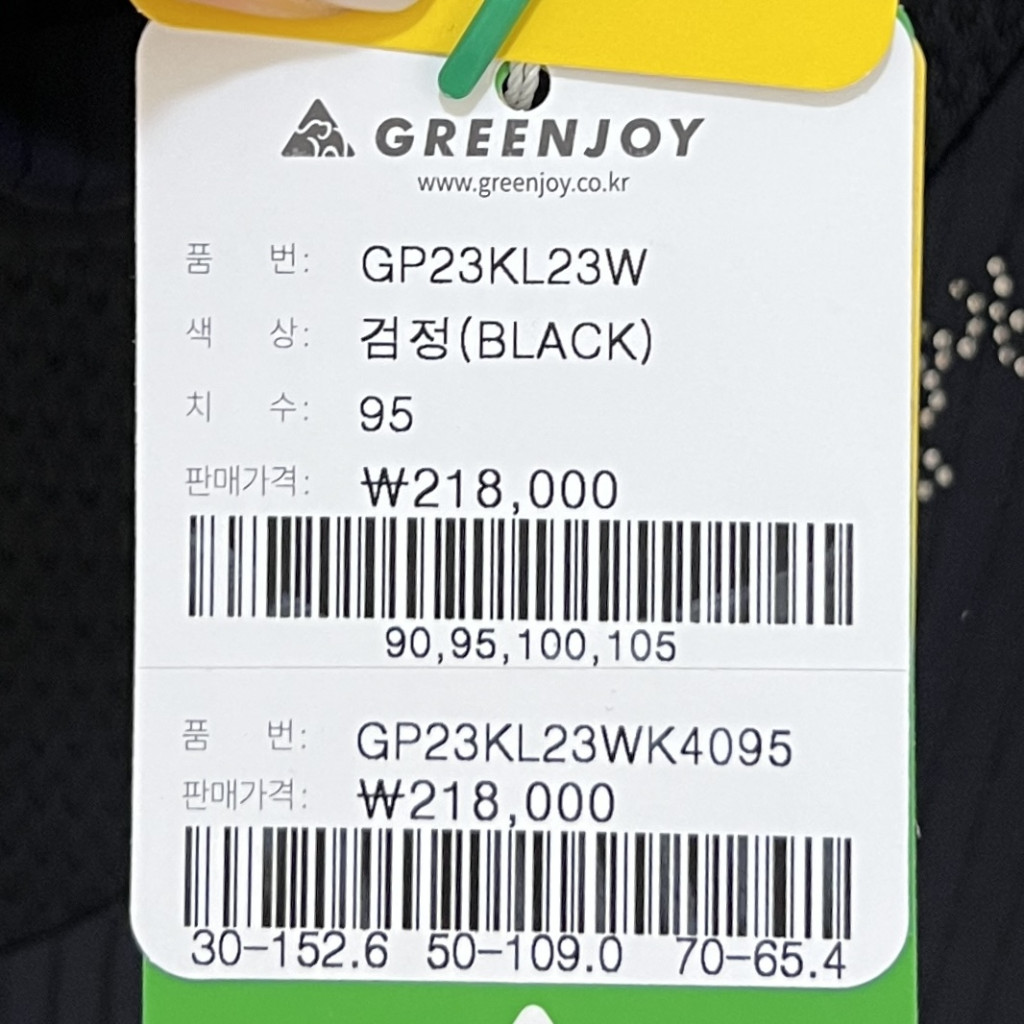 GREENJOY
www.greenjoy.co.kr
품 번: GP23KL23W
색 상: 검정(BLACK)
치 수: 95
판매가격: ₩218,000
90,95,100,105
품 번: GP23KL23WK4095
판매가격: ₩218,000
30-152.6 50-109.0 70-65.4